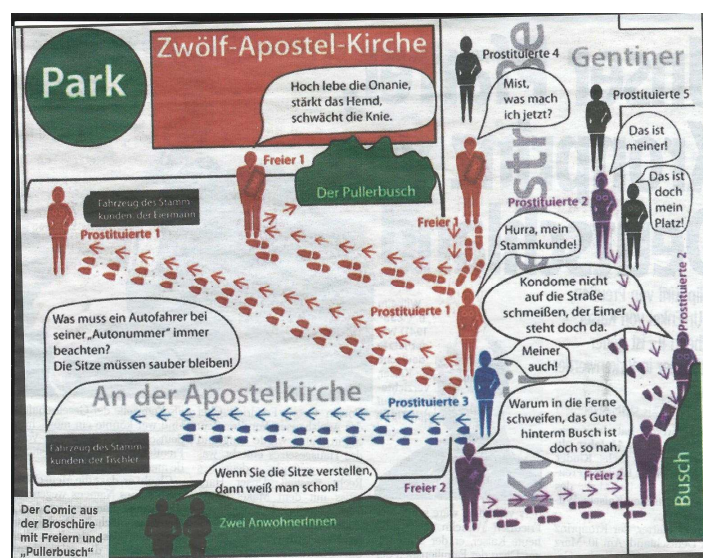 Park
Zwölf-Apostel-Kirche
Hoch lebe die Onanie,
stärkt das Hemd,
schwächt die Knie.
Prostituierte 4
Gentiner
Mist,
was mach
ich jetzt?
Prostituierte 5
Das ist
meiner!
Freier 1
Der Pullerbusch
Das ist
doch
mein
Platz!
Fahrzeug des Stamm-
kunden: der Eiermann
Prostituierte 1
Freier 1
Prostituierte 2
Hurra, mein
Stammkunde!
Prostituierte 2
Kondome nicht
auf die Straße
schmeißen, der Eimer
steht doch da.
Prostituierte 1
Was muss ein Autofahrer bei
seiner „Autonummer" immer
beachten?
Die Sitze müssen sauber bleiben!
Meiner
auch!
An der Apostelkirche
Prostituierte 3
Warum in die Ferne
schweifen, das Gute
hinterm Busch ist
doch so nah.
Fahrzeug des Stamm-
kunden: der Tischler
Wenn Sie die Sitze verstellen,
dann weiß man schon!
Freier 2
Freier 2
Busch
Zwei AnwohnerInnen
Der Comic aus
der Broschüre
mit Freiern und
„Pullerbusch"